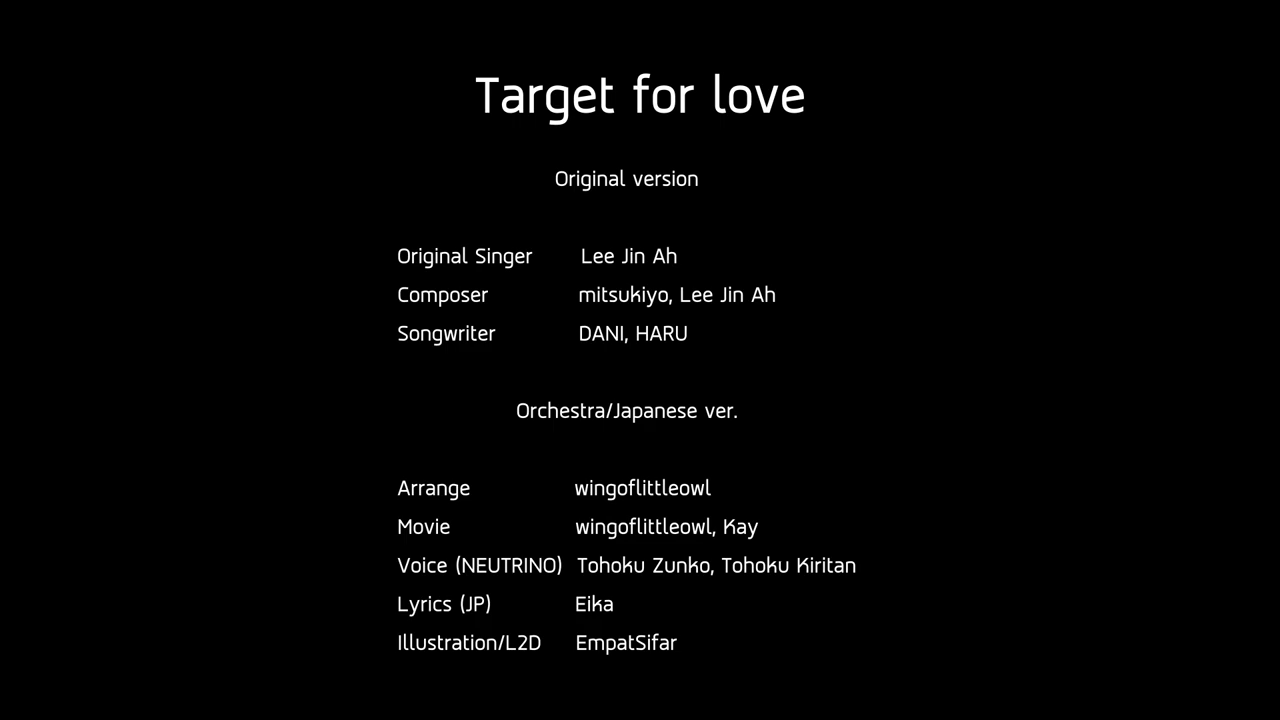 Target for love
Original version
Original Singer Lee Jin Ah
Composer mitsukiyo, Lee Jin Ah
Songwriter DANI, HARU
Orchestra/Japanese ver.
Arrange wingoflittleowl
Movie wingoflittleowl, Kay
Voice (NEUTRINO) Tohoku Zunko, Tohoku Kiritan
Lyrics (JP) Eika
Illustration/L2D EmpatSifar